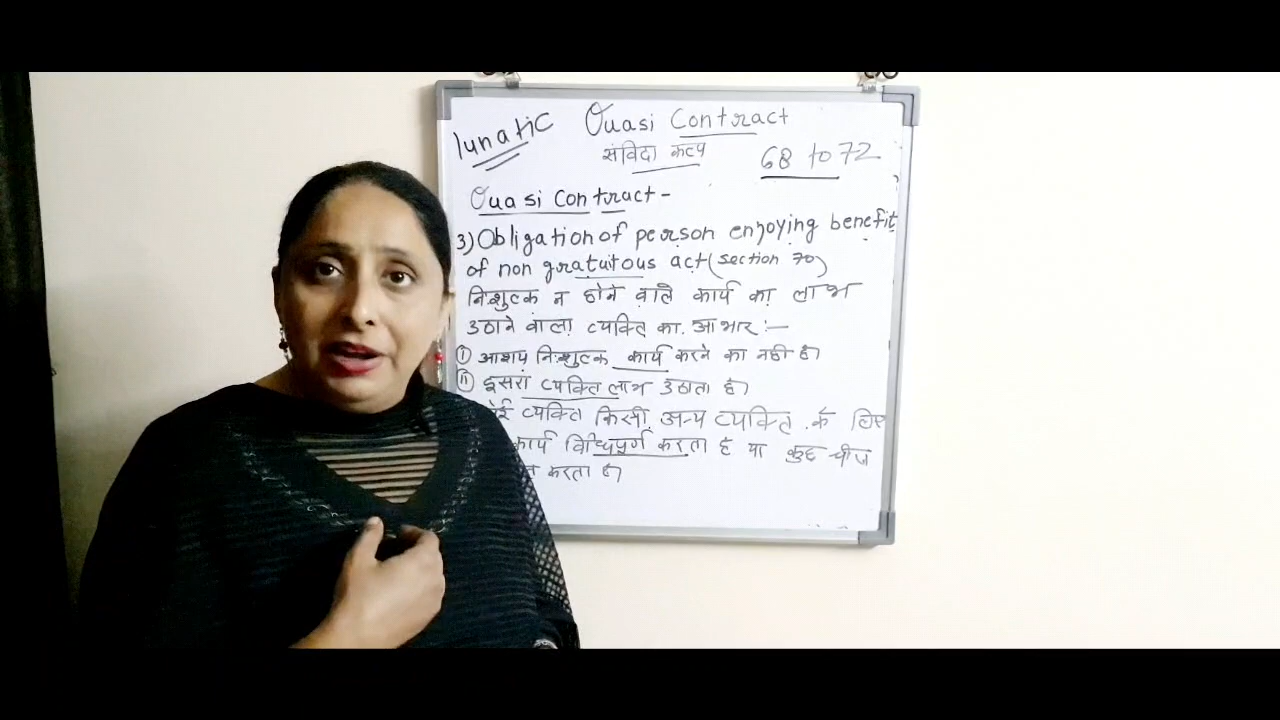 lunatic
Quasi Contract
संविदा कल्प
68 to 72
Quasi Contract -
3) Obligation of person enjoying benefit
of non gratuitous act (section 70)
निःशुल्क न होने वाले कार्य का लाभ
उठाने वाला व्यक्ति का आभार :-
(i) आशय निःशुल्क कार्य करने का नही है।
(ii) दूसरा व्यक्ति लाभ उठाता है।
व्यक्ति किसी अन्य व्यक्ति के लिए
कार्य विधिपूर्ण करता है या कुछ चीज
करता है।